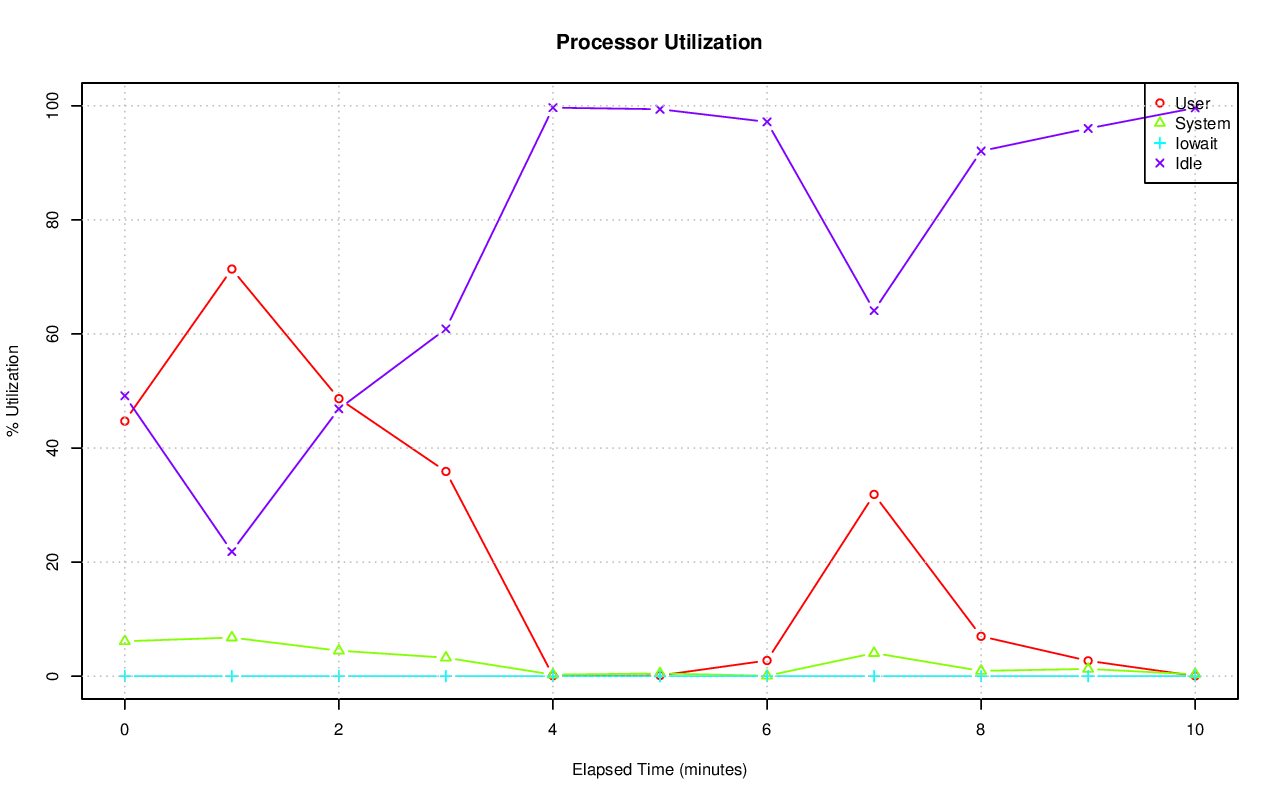 Processor Utilization
% Utilization
100
80
60
40
20
0
User
System
Iowait
Idle
0 2 4 6 8 10
Elapsed Time (minutes)